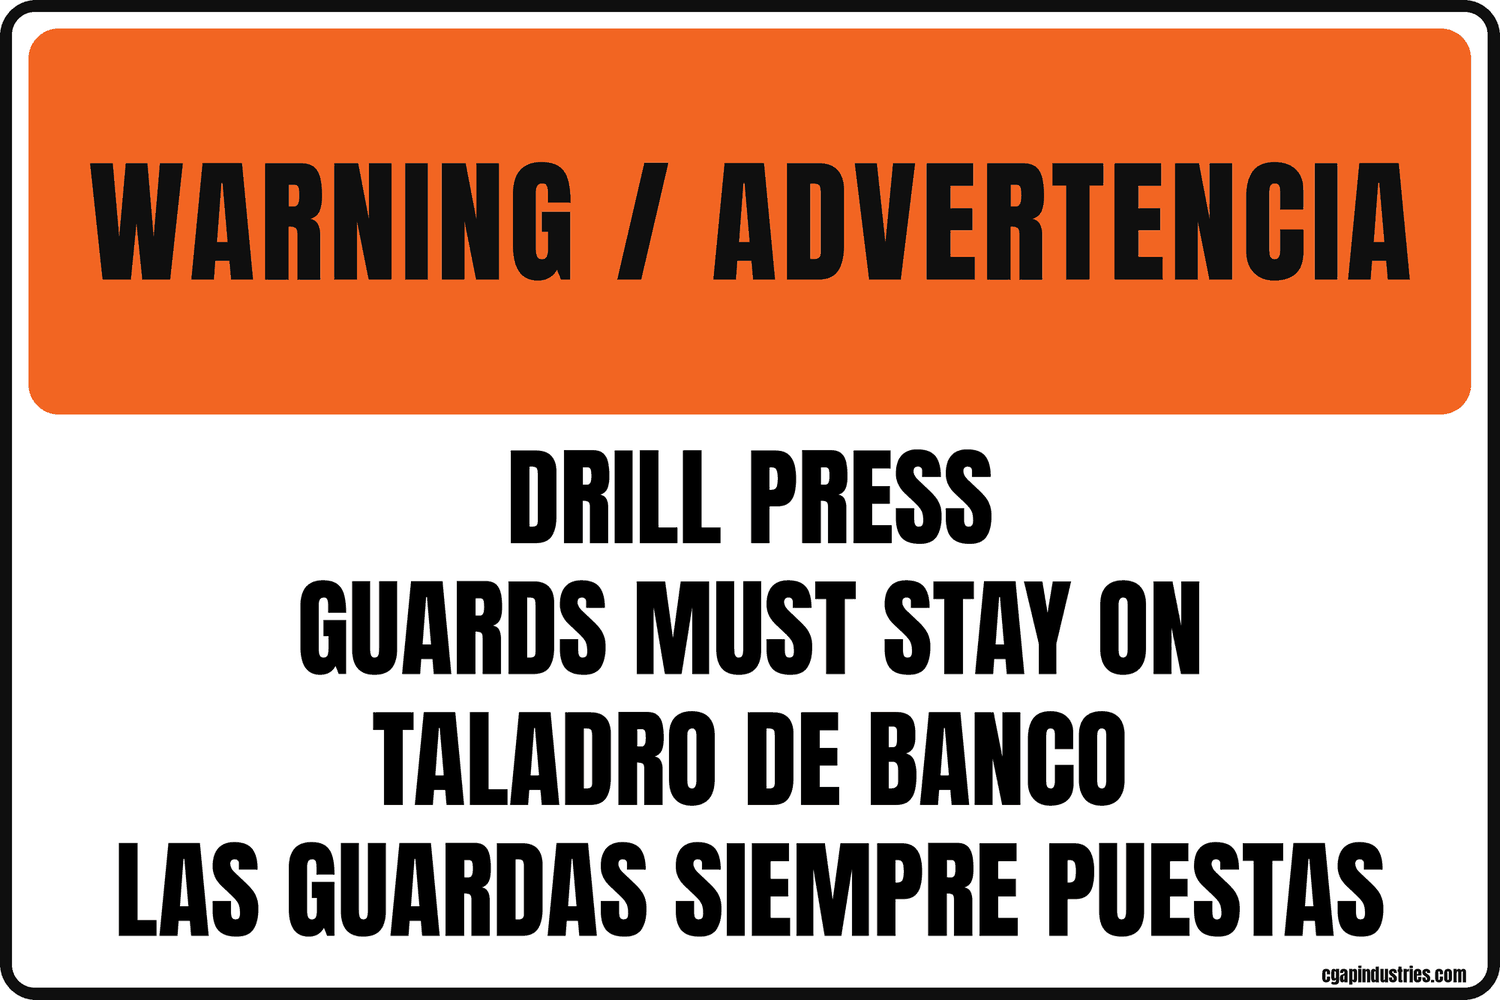 WARNING / ADVERTENCIA
DRILL PRESS
GUARDS MUST STAY ON
TALADRO DE BANCO
LAS GUARDAS SIEMPRE PUESTAS
cgapindustries.com